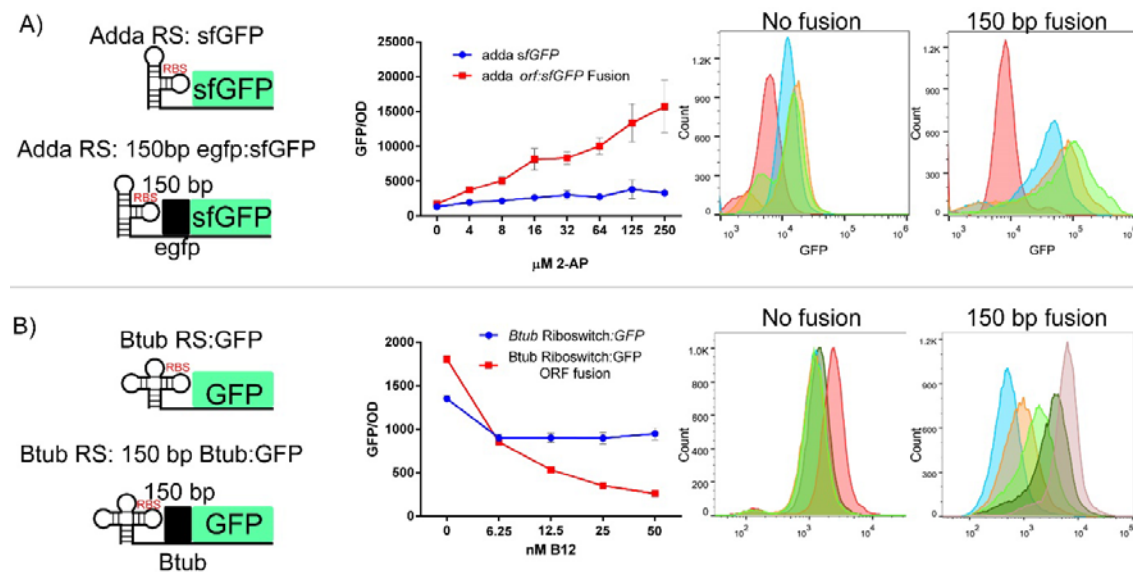 A)
Adda RS: sfGFP
RBS
sfGFP
Adda RS: 150bp egfp:sfGFP
150 bp
RBS
sfGFP
egfp
adda sfGFP
adda orf:sfGFP Fusion
GFP/OD
25000
20000
15000
10000
5000
0
0 4 8 16 32 64 125 250
µM 2-AP
No fusion
Count
1.2K
900
600
300
0
10³ 10⁴ 10⁵ 10⁶
GFP
150 bp fusion
Count
1.2K
900
600
300
0
10³ 10⁴ 10⁵ 10⁶
GFP
B)
Btub RS:GFP
RBS
GFP
Btub RS: 150 bp Btub:GFP
150 bp
RBS
GFP
Btub
Btub Riboswitch:GFP
Btub Riboswitch:GFP
ORF fusion
GFP/OD
2000
1500
1000
500
0
0 6.25 12.5 25 50
nM B12
No fusion
Count
1.0K
800
600
400
200
0
10² 10³ 10⁴
150 bp fusion
Count
1.2K
900
600
300
0
10² 10³ 10⁴ 10⁵